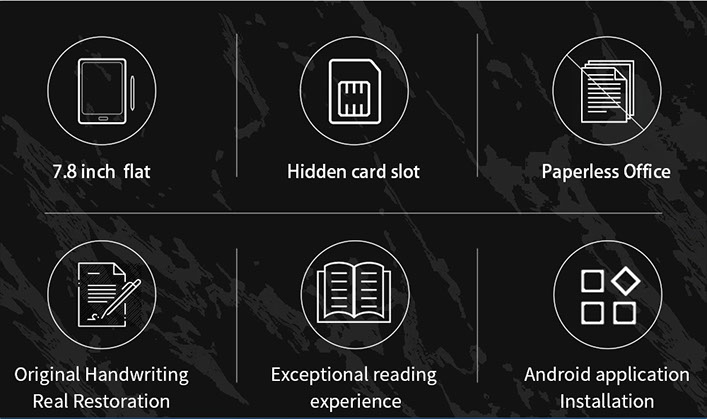 7.8 inch flat
Hidden card slot
Paperless Office
Original Handwriting
Real Restoration
Exceptional reading
experience
Android application
Installation